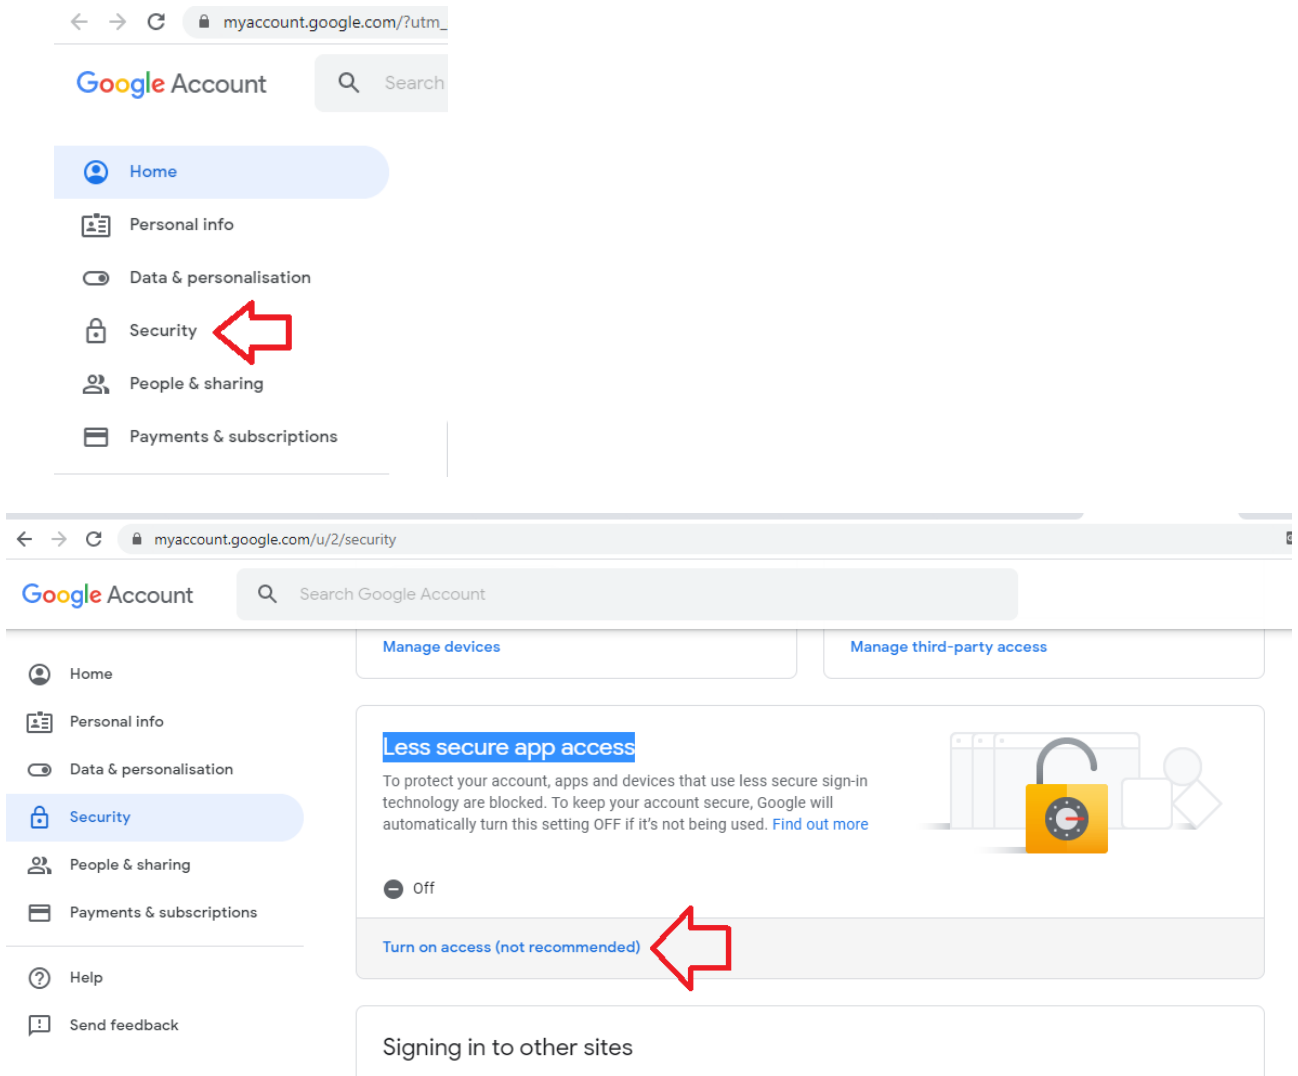 myaccount.google.com/?utm_
Google Account
Search
Home
Personal info
Data & personalisation
Security
People & sharing
Payments & subscriptions
myaccount.google.com/u/2/security
Google Account
Search Google Account
Manage devices
Manage third-party access
Home
Personal info
Data & personalisation
Security
People & sharing
Payments & subscriptions
Help
Send feedback
Less secure app access
To protect your account, apps and devices that use less secure sign-in
technology are blocked. To keep your account secure, Google will
automatically turn this setting OFF if it's not being used. Find out more
Off
Turn on access (not recommended)
Signing in to other sites